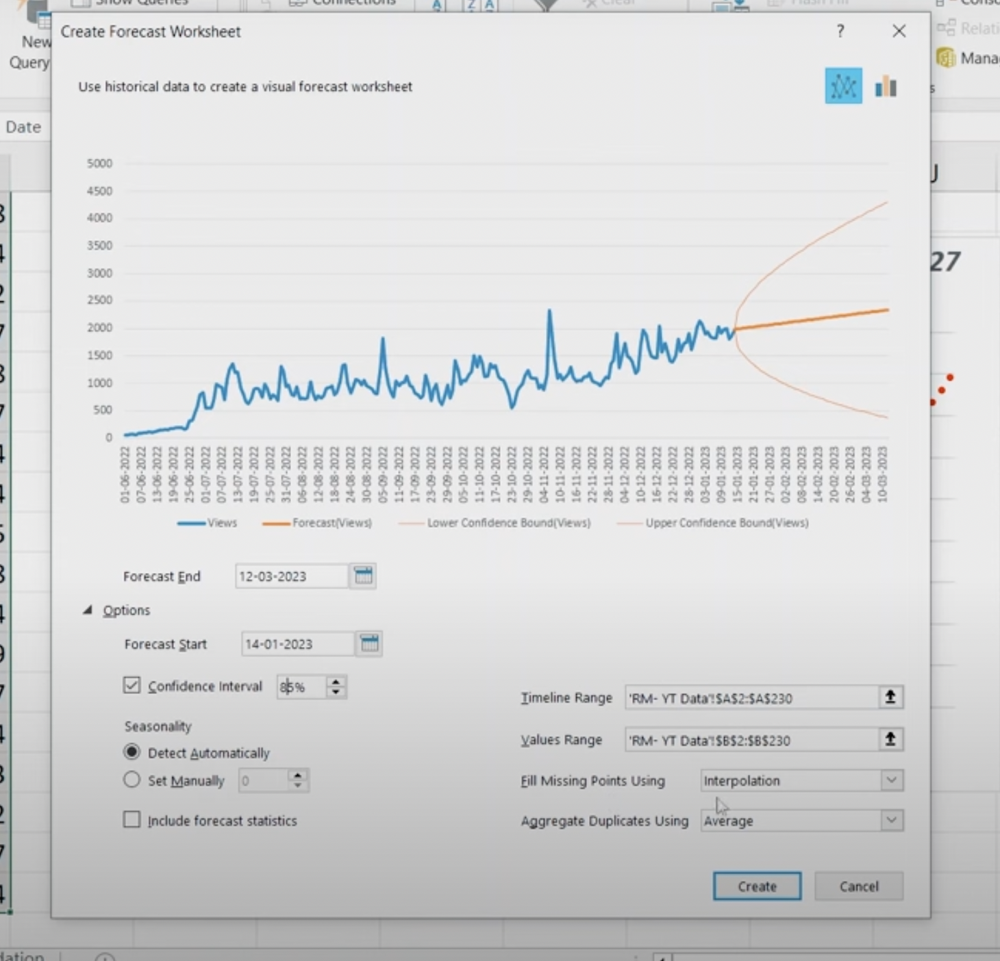 Show Queries
Connections
Clear
Flash Fill
New
Query
Create Forecast Worksheet
?
Relati
Mana
Use historical data to create a visual forecast worksheet
Date
5000
4500
4000
3500
3000
2500
2000
1500
1000
500
0
01-06-2022 07-06-2022 13-06-2022 19-06-2022 25-06-2022 01-07-2022 07-07-2022 13-07-2022 19-07-2022 25-07-2022 31-07-2022 06-08-2022 12-08-2022 18-08-2022 24-08-2022 30-08-2022 05-09-2022 11-09-2022 17-09-2022 23-09-2022 29-09-2022 05-10-2022 11-10-2022 17-10-2022 23-10-2022 29-10-2022 04-11-2022 10-11-2022 16-11-2022 22-11-2022 28-11-2022 04-12-2022 10-12-2022 16-12-2022 22-12-2022 28-12-2022 03-01-2023 09-01-2023 15-01-2023 21-01-2023 27-01-2023 02-02-2023 08-02-2023 14-02-2023 20-02-2023 26-02-2023 04-03-2023 10-03-2023
Views Forecast(Views) Lower Confidence Bound(Views) Upper Confidence Bound(Views)
27
Forecast End 12-03-2023
Options
Forecast Start 14-01-2023
Confidence Interval 85%
Seasonality
Detect Automatically
Set Manually 0
Include forecast statistics
Timeline Range 'RM- YT Data'!$A$2:$A$230
Values Range 'RM- YT Data'!$B$2:$B$230
Fill Missing Points Using Interpolation
Aggregate Duplicates Using Average
Create Cancel